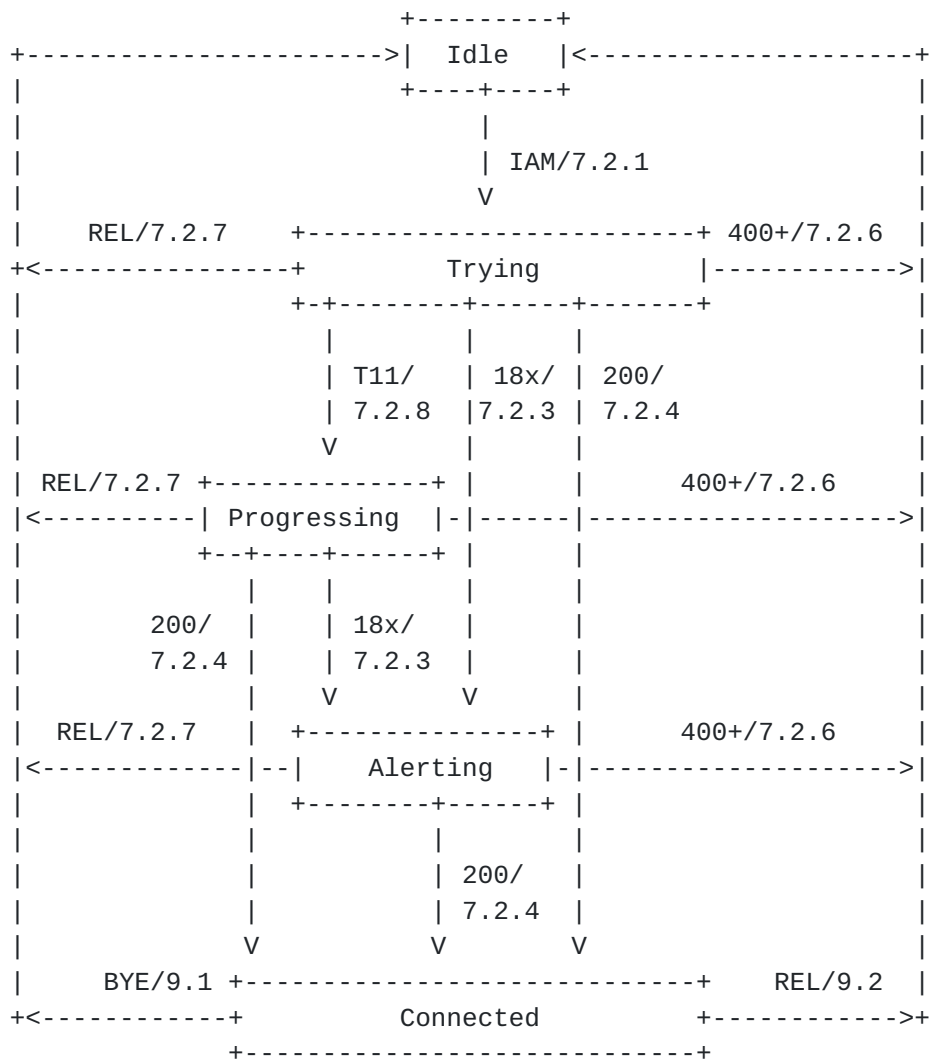 Idle
IAM/7.2.1
REL/7.2.7 400+/7.2.6
Trying
T11/ 18x/ 200/
7.2.8 7.2.3 7.2.4
REL/7.2.7 400+/7.2.6
Progressing
200/ 18x/
7.2.4 7.2.3
REL/7.2.7 400+/7.2.6
Alerting
200/
7.2.4
BYE/9.1 REL/9.2
Connected